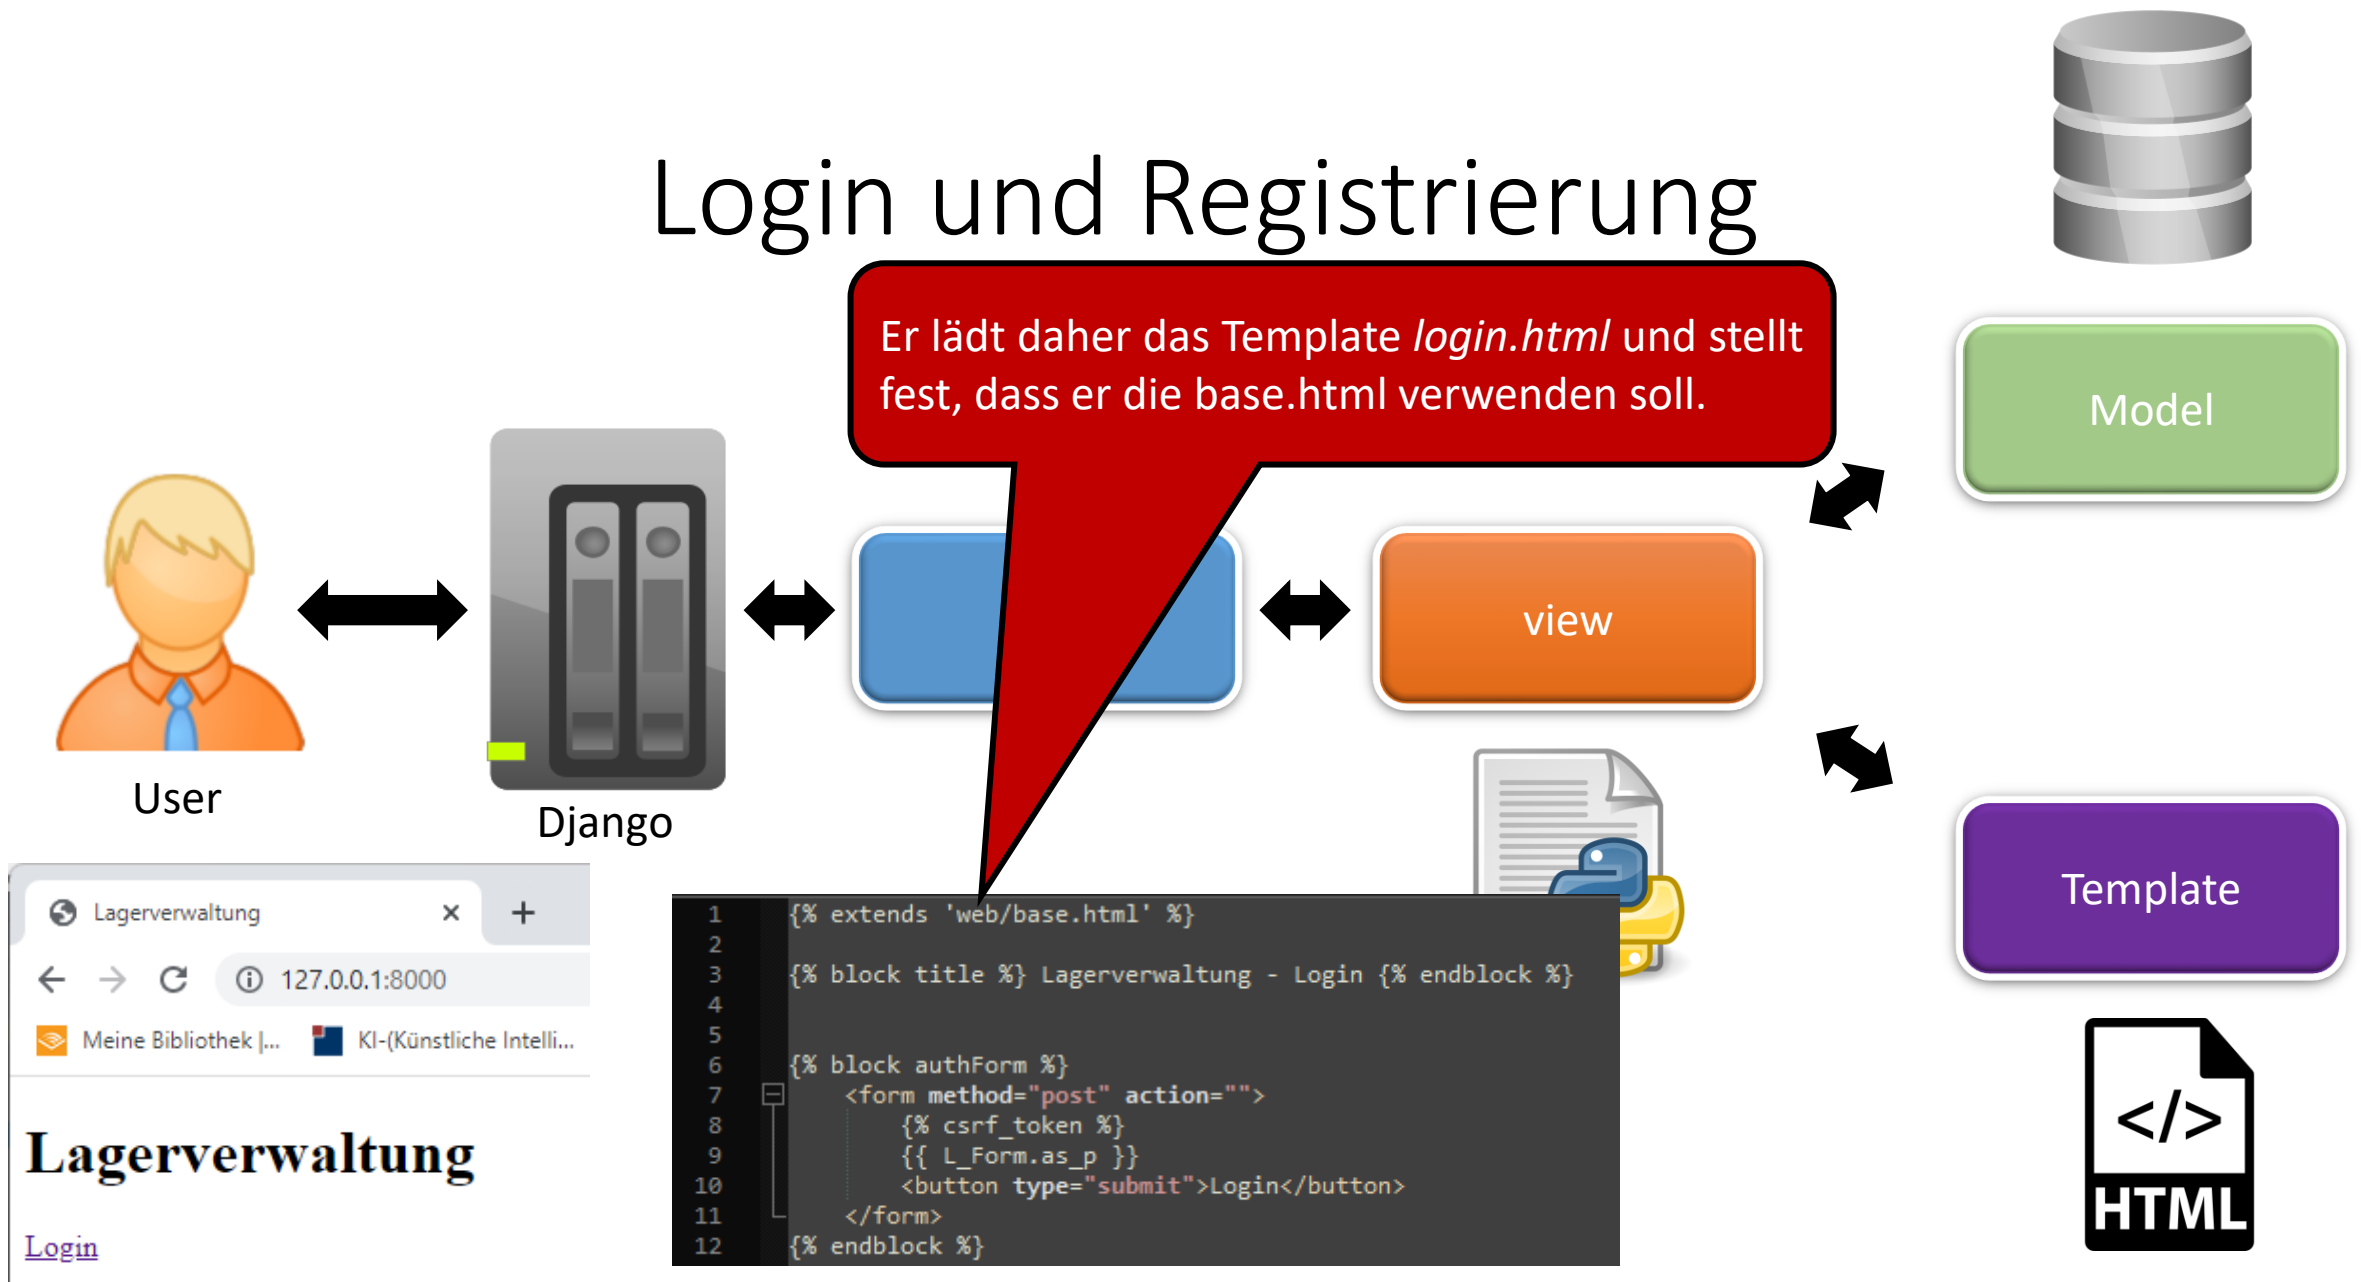 Login und Registrierung
Er lädt daher das Template login.html und stellt
fest, dass er die base.html verwenden soll.
Model
view
User
Django
Template
Lagerverwaltung
127.0.0.1:8000
Meine Bibliothek |...
KI-(Künstliche Intelli...
Lagerverwaltung
Login
1 {% extends 'web/base.html' %}
2
3 {% block title %} Lagerverwaltung - Login {% endblock %}
4
5
6 {% block authForm %}
7 <form method="post" action="">
8 {% csrf_token %}
9 {{ L_Form.as_p }}
10 <button type="submit">Login</button>
11 </form>
12 {% endblock %}
</>
HTML